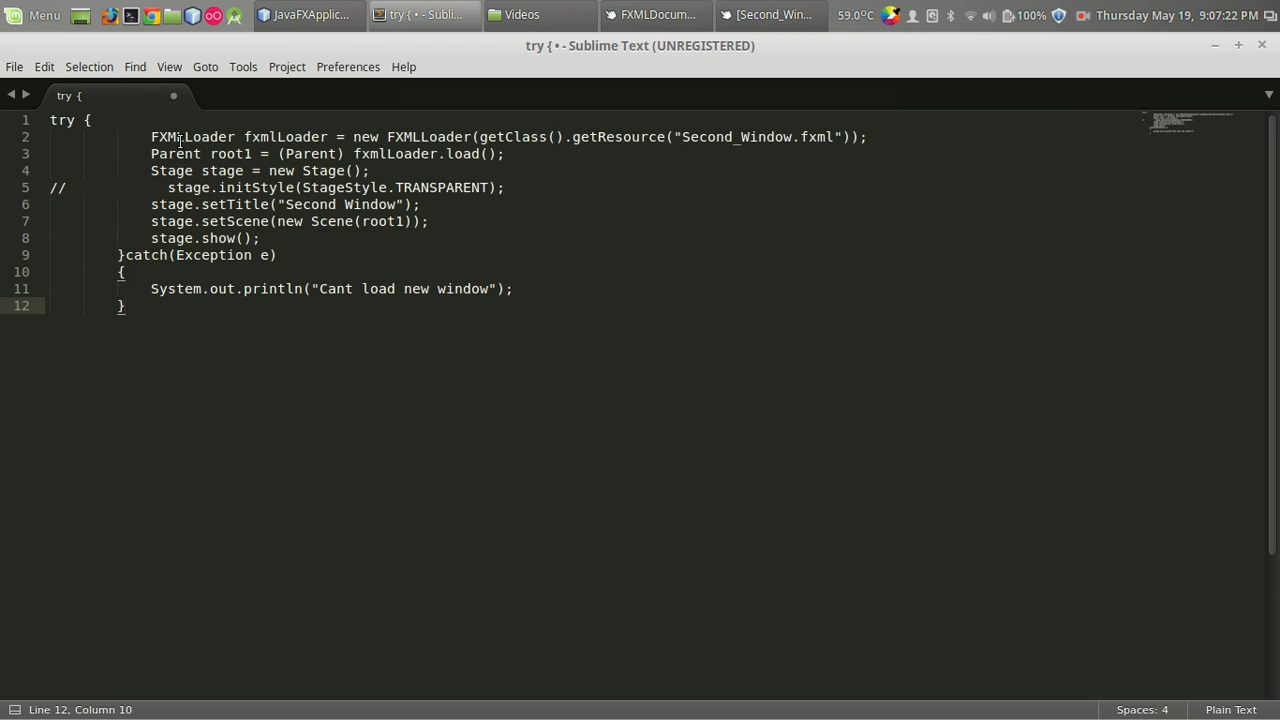 Menu JavaFXApplic... try { • - Subli... Videos FXMLDocum... [Second_Win... 59.0ºC 100% Thursday May 19, 9:07:22 PM
try { • - Sublime Text (UNREGISTERED)
File Edit Selection Find View Goto Tools Project Preferences Help
try {
1 try {
2 FXMLLoader fxmlLoader = new FXMLLoader(getClass().getResource("Second_Window.fxml"));
3 Parent root1 = (Parent) fxmlLoader.load();
4 Stage stage = new Stage();
5 // stage.initStyle(StageStyle.TRANSPARENT);
6 stage.setTitle("Second Window");
7 stage.setScene(new Scene(root1));
8 stage.show();
9 }catch(Exception e)
10 {
11 System.out.println("Cant load new window");
12 }
Line 12, Column 10 Spaces: 4 Plain Text